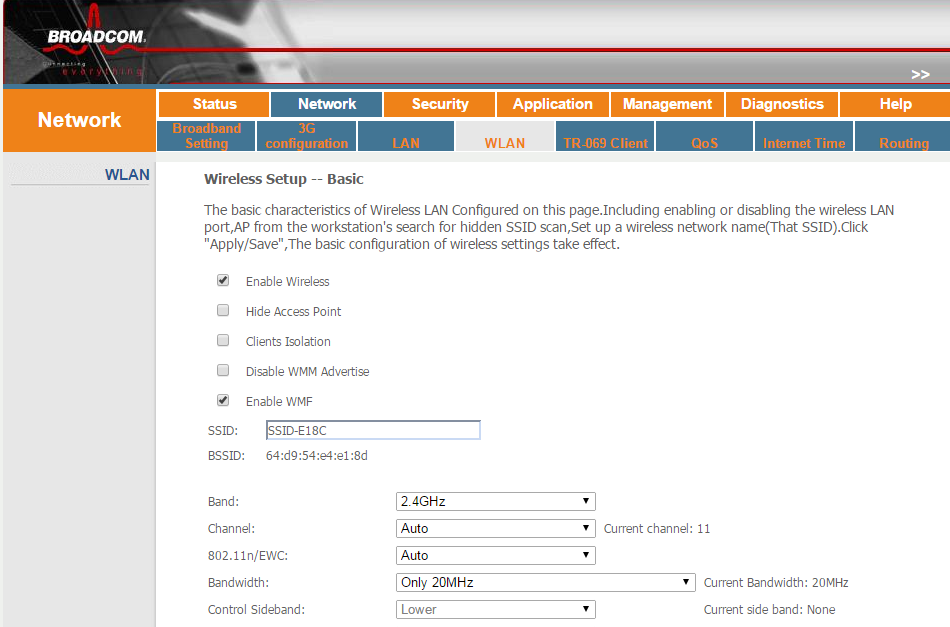 BROADCOM.
Connecting
everything
>>
Network
Status Network Security Application Management Diagnostics Help
Broadband Setting 3G configuration LAN WLAN TR-069 Client QoS Internet Time Routing
WLAN
Wireless Setup -- Basic
The basic characteristics of Wireless LAN Configured on this page.Including enabling or disabling the wireless LAN
port,AP from the workstation's search for hidden SSID scan,Set up a wireless network name(That SSID).Click
"Apply/Save",The basic configuration of wireless settings take effect.
Enable Wireless
Hide Access Point
Clients Isolation
Disable WMM Advertise
Enable WMF
SSID: SSID-E18C
BSSID: 64:d9:54:e4:e1:8d
Band: 2.4GHz
Channel: Auto Current channel: 11
802.11n/EWC: Auto
Bandwidth: Only 20MHz Current Bandwidth: 20MHz
Control Sideband: Lower Current side band: None